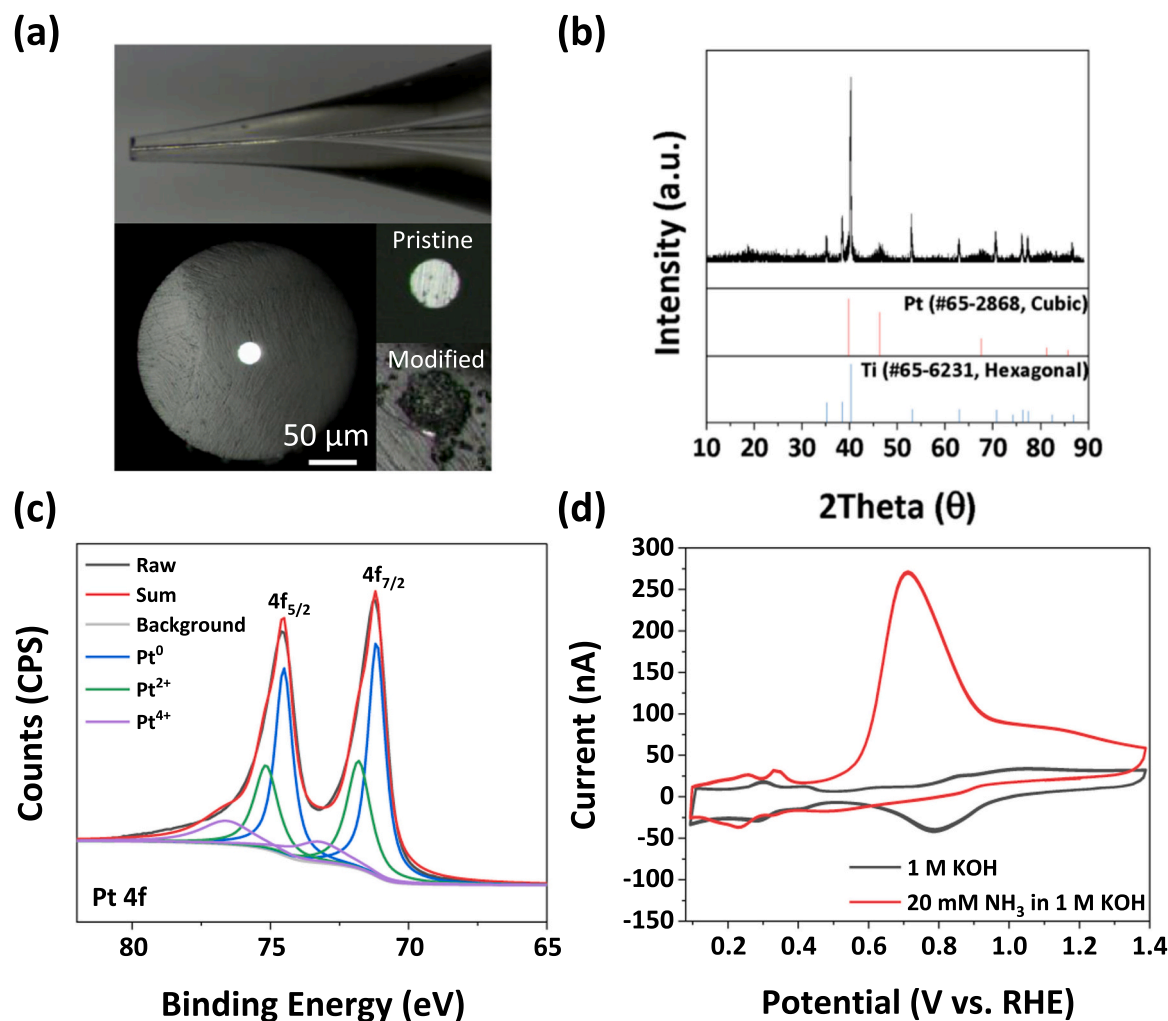 (a)
Pristine
Modified
50 μm
(b)
Intensity (a.u.)
Pt (#65-2868, Cubic)
Ti (#65-6231, Hexagonal)
10 20 30 40 50 60 70 80 90
2Theta (θ)
(c)
Counts (CPS)
Raw
Sum
Background
Pt0
Pt2+
Pt4+
4f5/2
4f7/2
Pt 4f
80 75 70 65
Binding Energy (eV)
(d)
Current (nA)
300
250
200
150
100
50
0
-50
-100
-150
1 M KOH
20 mM NH3 in 1 M KOH
0.2 0.4 0.6 0.8 1.0 1.2 1.4
Potential (V vs. RHE)